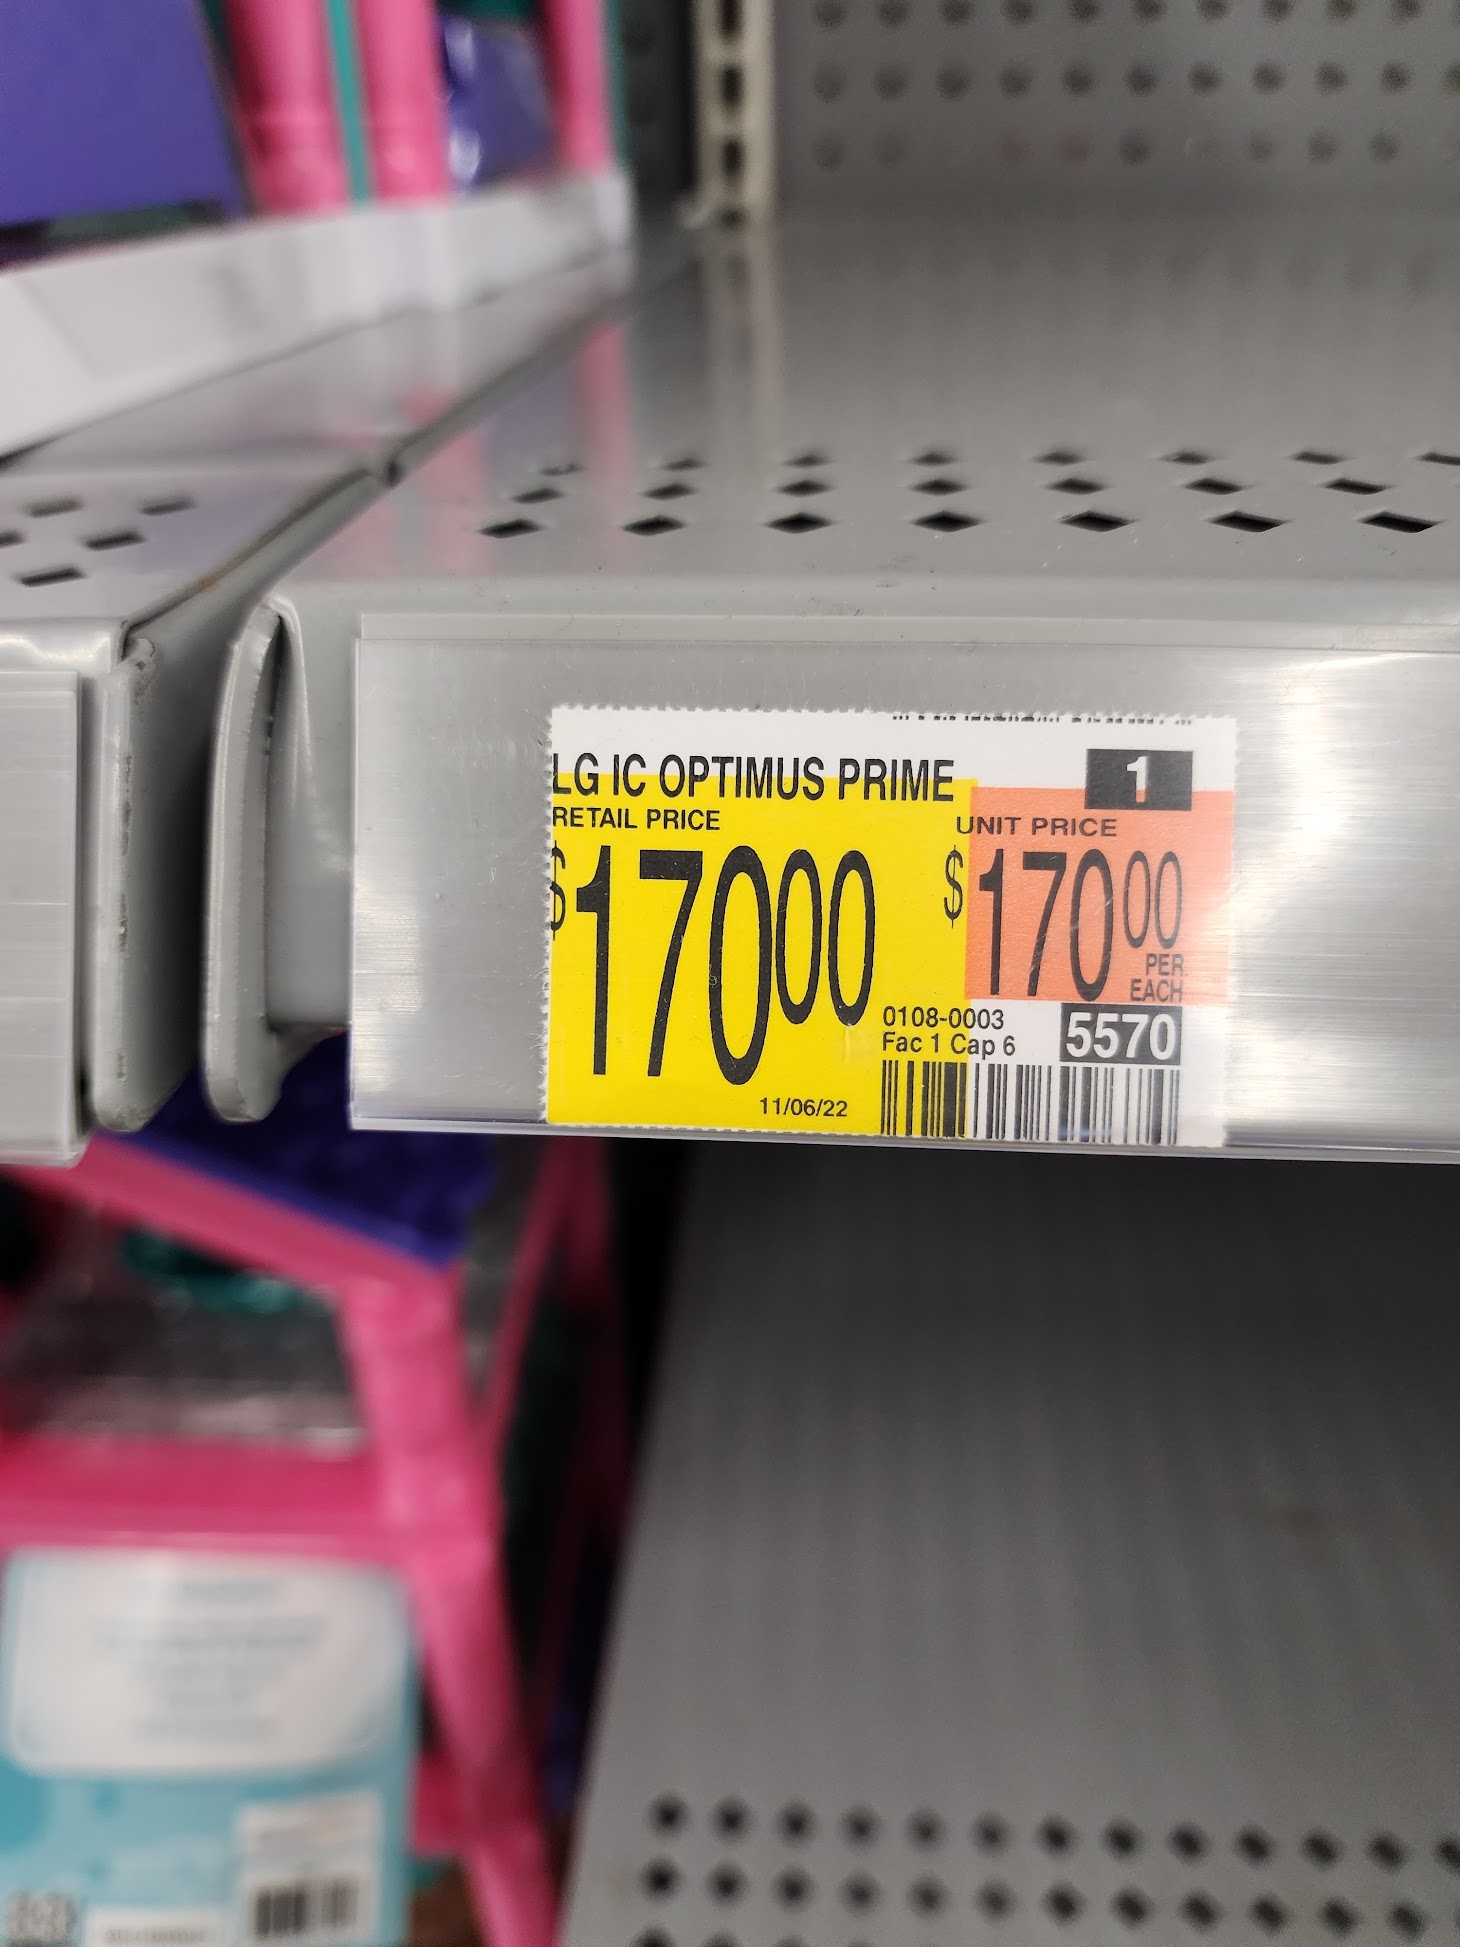 LG IC OPTIMUS PRIME
1
RETAIL PRICE
$17000
UNIT PRICE
$17000
PER
EACH
0108-0003
Fac 1 Cap 6
5570
11/06/22